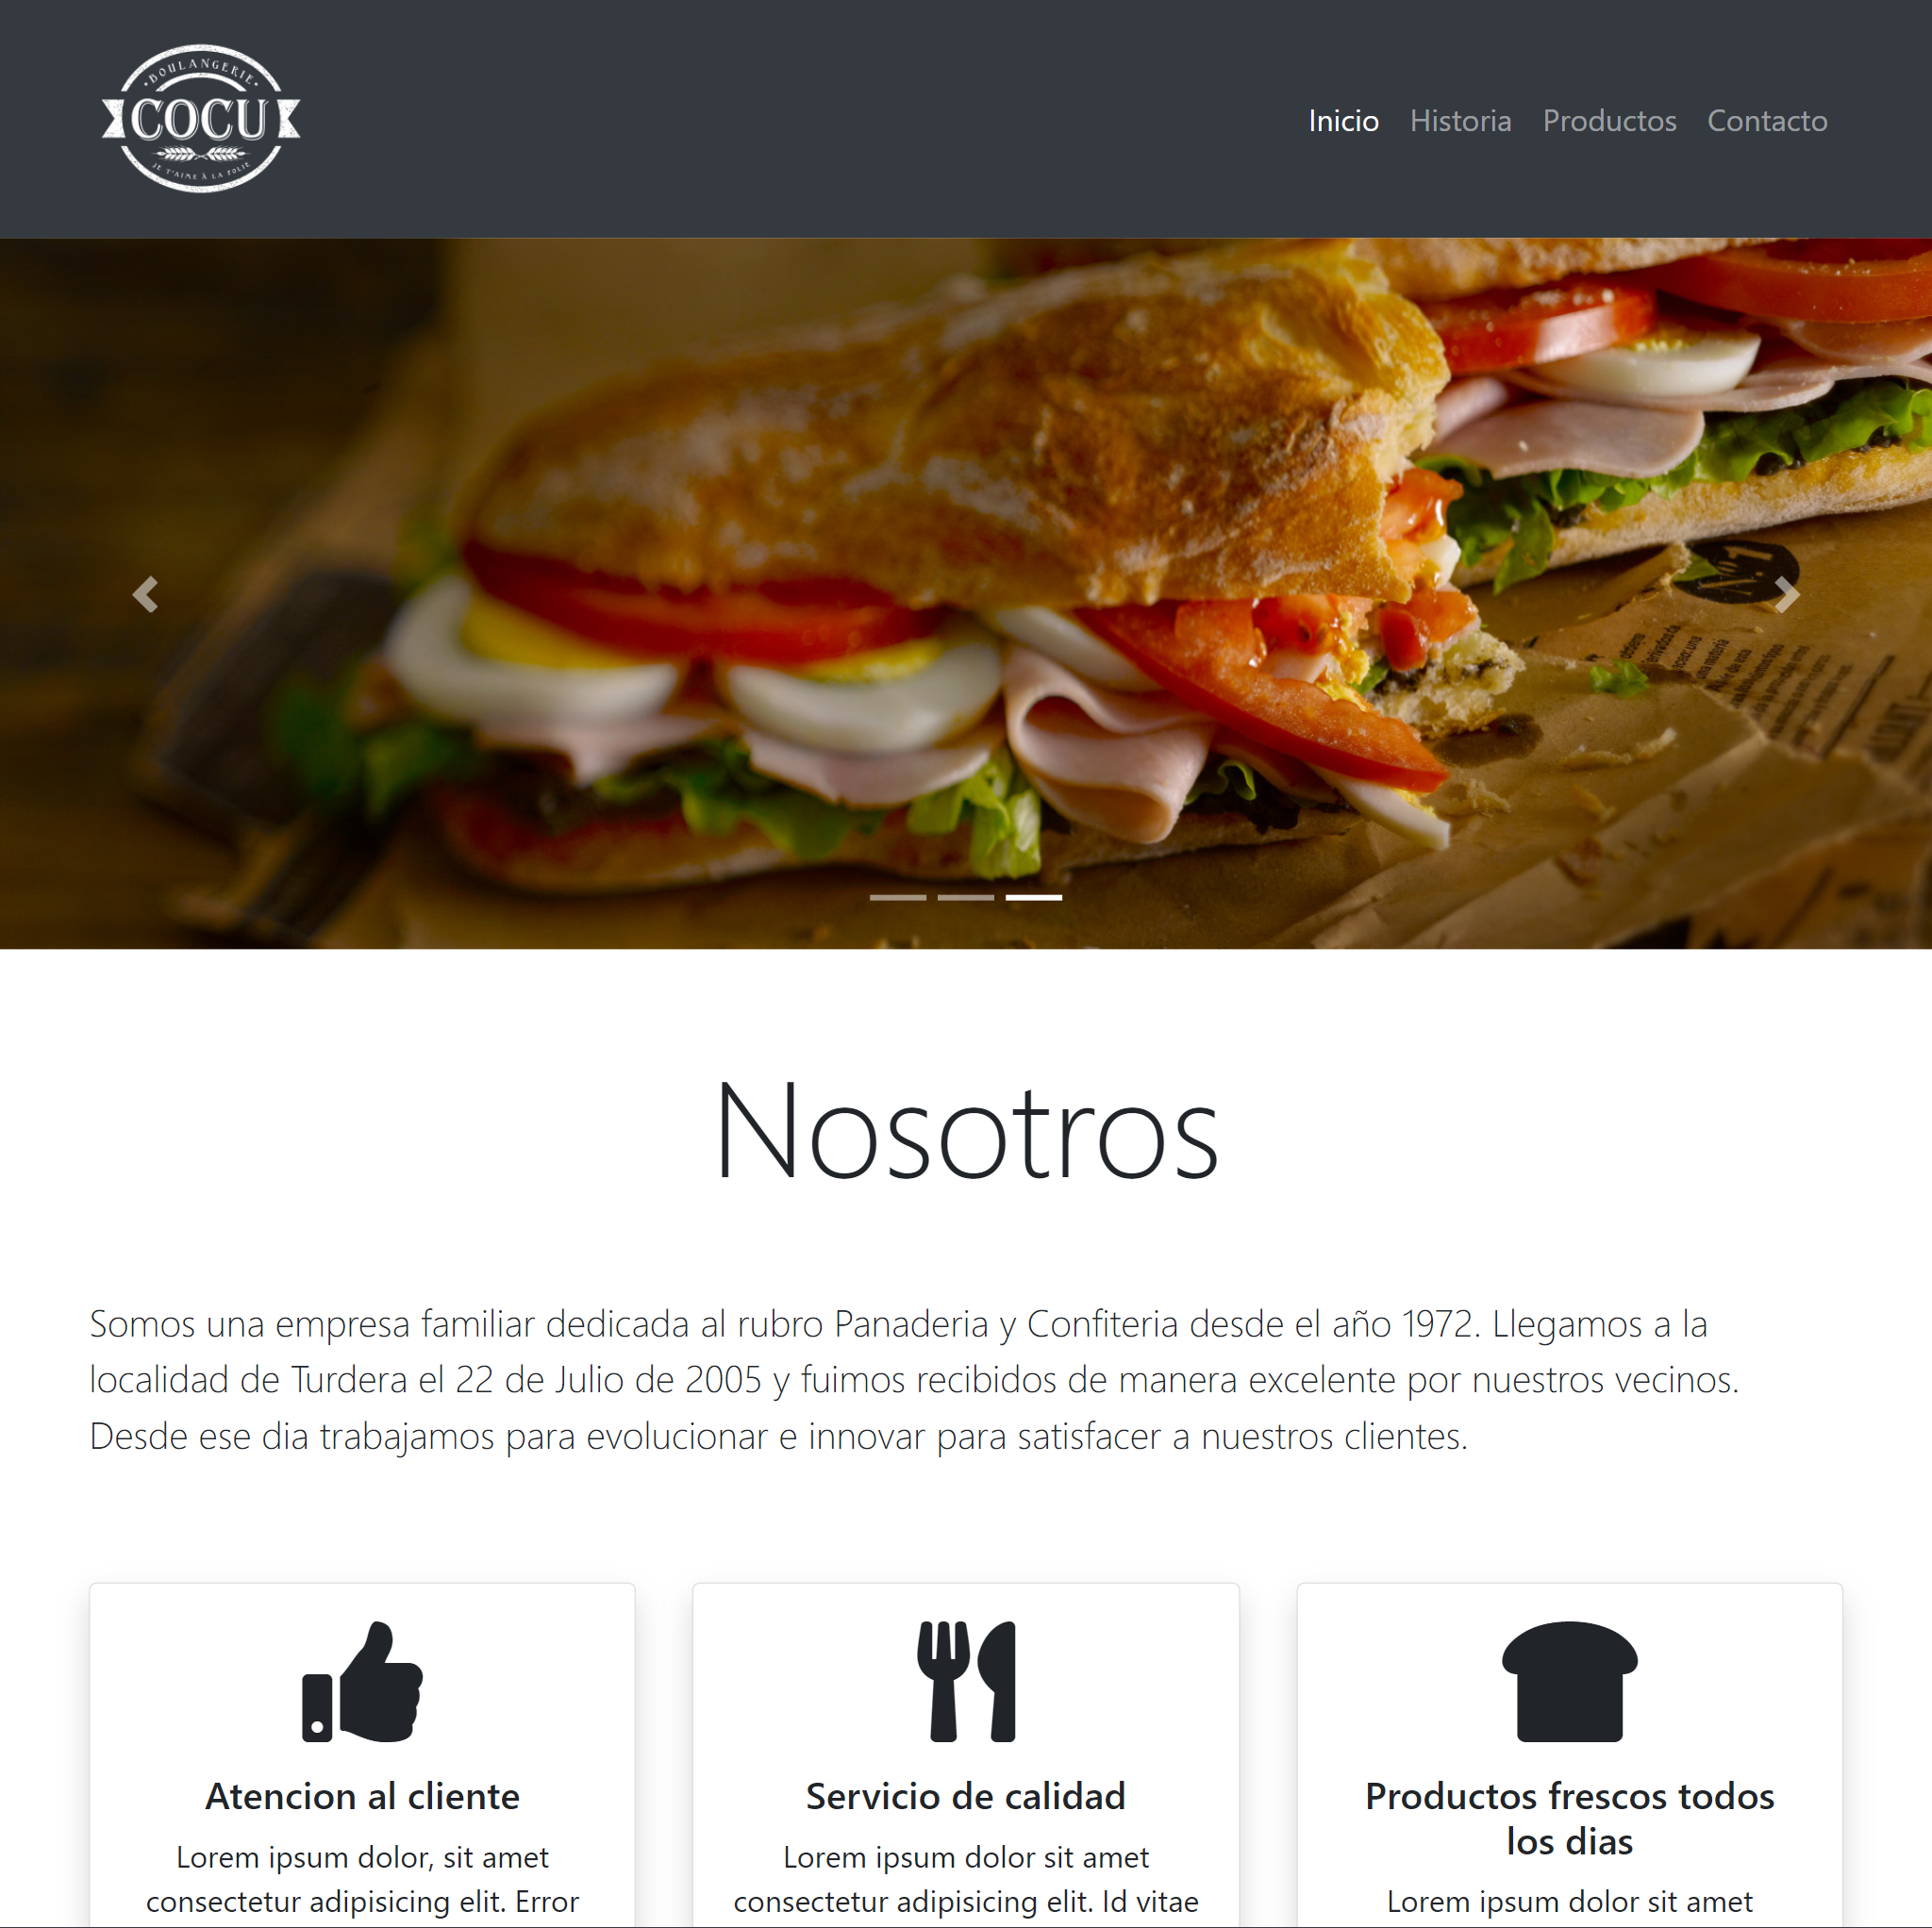 ·BOULANGERIE·
COCU
JE T'AIME À LA FOLIE
Inicio Historia Productos Contacto
Nº1
Nosotros
Somos una empresa familiar dedicada al rubro Panaderia y Confiteria desde el año 1972. Llegamos a la
localidad de Turdera el 22 de Julio de 2005 y fuimos recibidos de manera excelente por nuestros vecinos.
Desde ese dia trabajamos para evolucionar e innovar para satisfacer a nuestros clientes.
Atencion al cliente
Lorem ipsum dolor, sit amet
consectetur adipisicing elit. Error
Servicio de calidad
Lorem ipsum dolor sit amet
consectetur adipisicing elit. Id vitae
Productos frescos todos
los dias
Lorem ipsum dolor sit amet